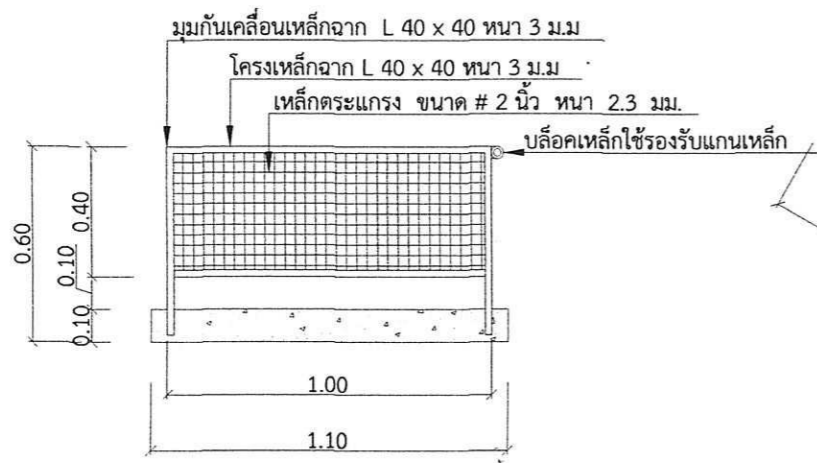 มุมกันเคลื่อนเหล็กฉาก L 40 x 40 หนา 3 ม.ม
โครงเหล็กฉาก L 40 x 40 หนา 3 ม.ม
เหล็กตระแกรง ขนาด # 2 นิ้ว หนา 2.3 มม.
บล็อคเหล็กใช้รองรับแกนเหล็ก
0.60
0.40
0.10
0.10
1.00
1.10